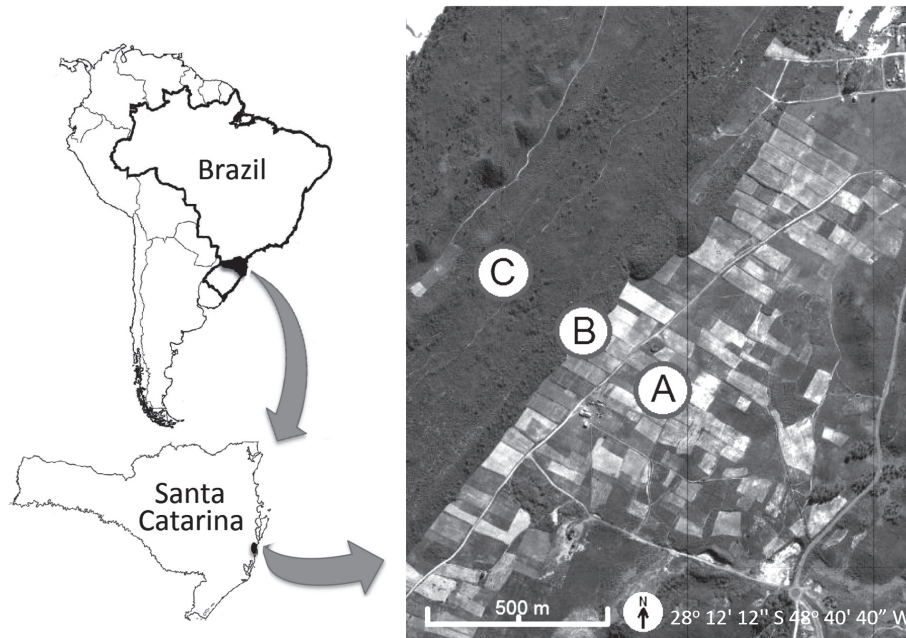 Brazil
Santa
Catarina
C
B
A
500 m
N
28° 12' 12" S 48° 40' 40” W